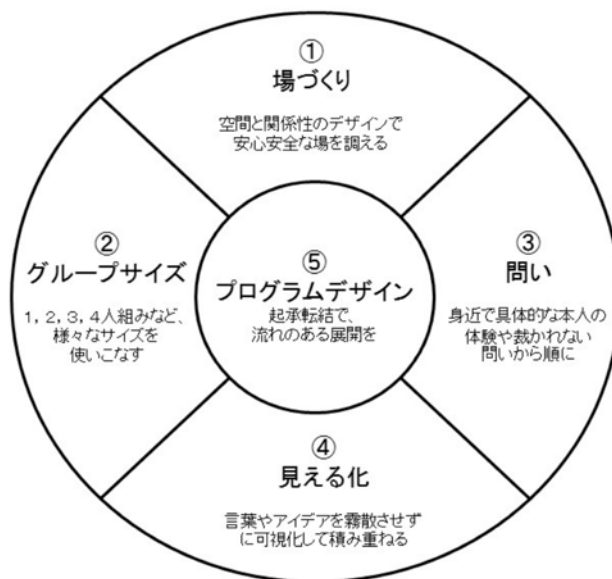 ①
場づくり
空間と関係性のデザインで
安心安全な場を調える
②
グループサイズ
1, 2, 3, 4人組みなど、
様々なサイズを
使いこなす
③
問い
身近で具体的な本人の
体験や裁かれない
問いから順に
④
見える化
言葉やアイデアを霧散させず
に可視化して積み重ねる
⑤
プログラムデザイン
起承転結で、
流れのある展開を